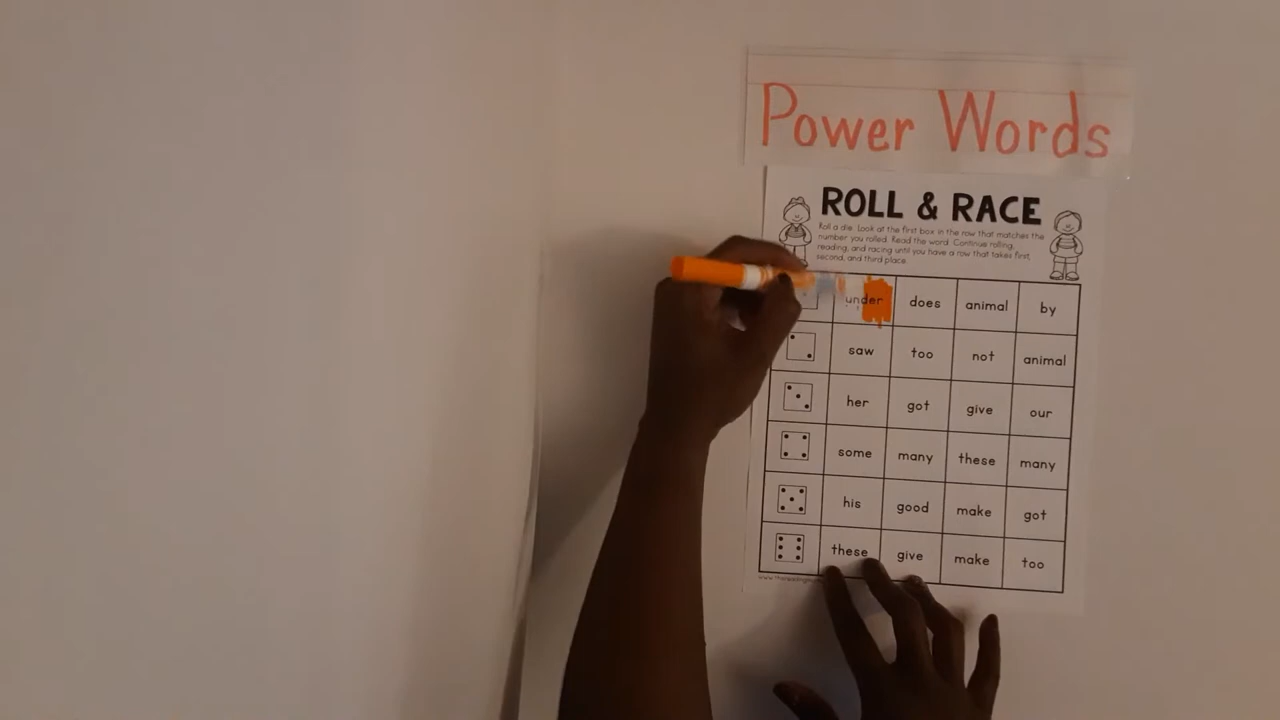 Power Words
ROLL & RACE
Roll a die. Look at the first box in the row that matches the
number you rolled. Read the word. Continue rolling,
reading, and racing until you have a row that takes first,
second, and third place.
under does animal by
saw too not animal
her got give our
some many these many
his good make got
these give make too